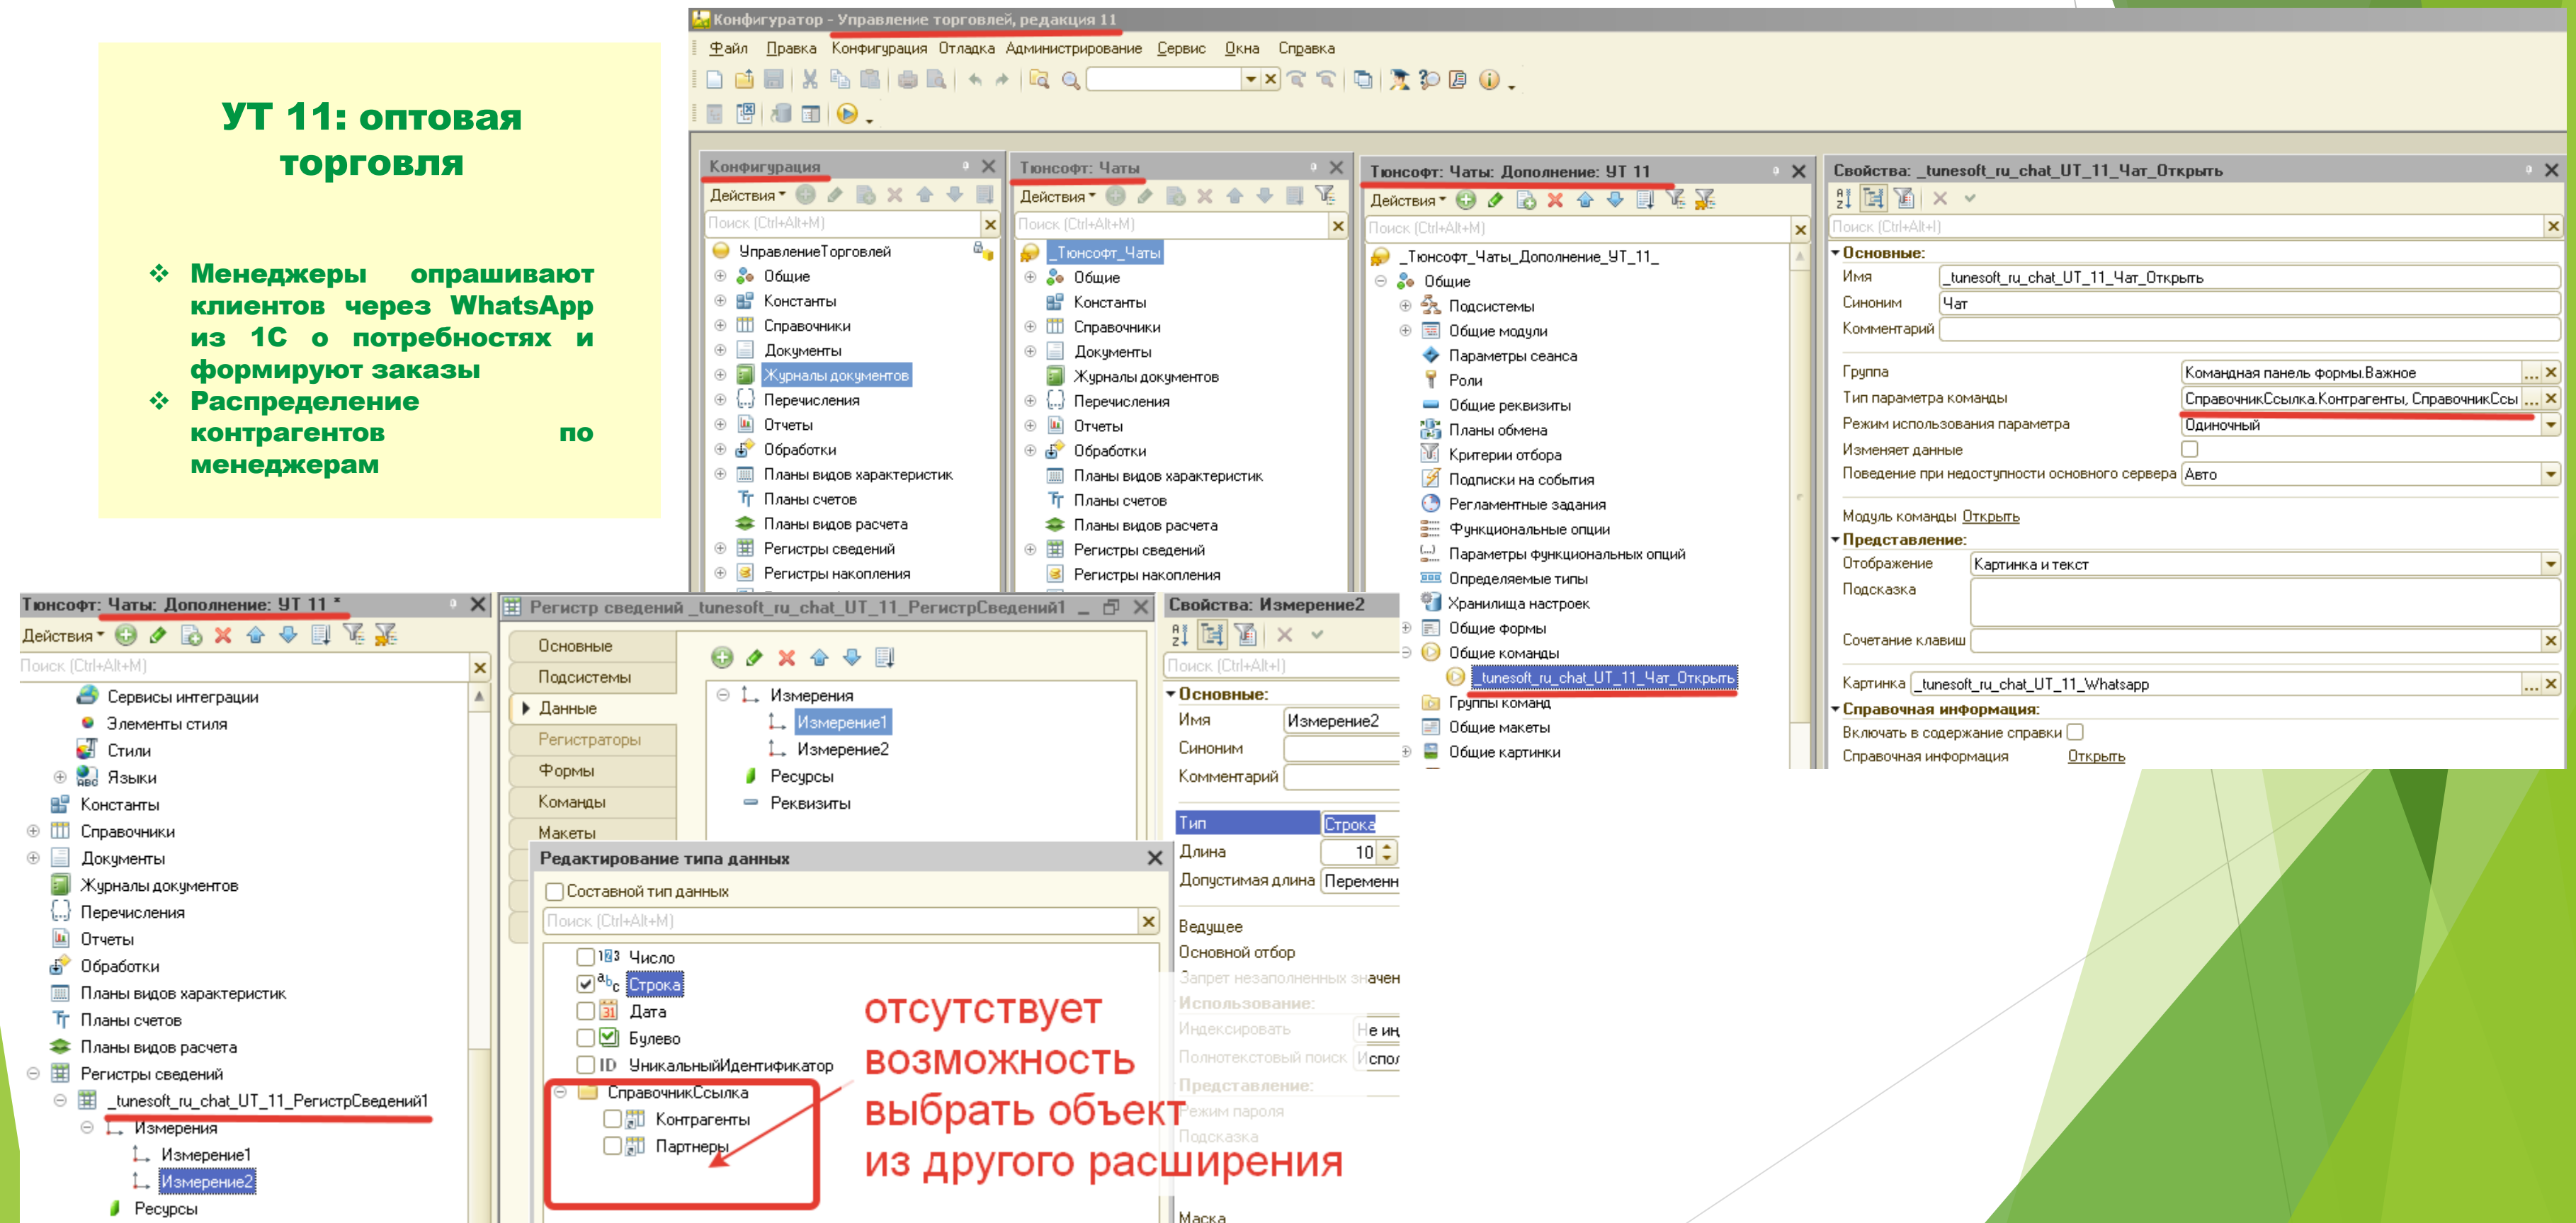 УТ 11: оптовая
торговля
❖ Менеджеры опрашивают
клиентов через WhatsApp
из 1С о потребностях и
формируют заказы
❖ Распределение
контрагентов по
менеджерам
Конфигуратор - Управление торговлей, редакция 11
Файл Правка Конфигурация Отладка Администрирование Сервис Окна Справка
Конфигурация
Действия
Поиск (Ctrl+Alt+M)
УправлениеТорговлей
Общие
Константы
Справочники
Документы
Журналы документов
Перечисления
Отчеты
Обработки
Планы видов характеристик
Планы счетов
Планы видов расчета
Регистры сведений
Регистры накопления
Тюнсофт: Чаты
Действия
Поиск (Ctrl+Alt+M)
_Тюнсофт_Чаты
Общие
Константы
Справочники
Документы
Журналы документов
Перечисления
Отчеты
Обработки
Планы видов характеристик
Планы счетов
Планы видов расчета
Регистры сведений
Регистры накопления
Тюнсофт: Чаты: Дополнение: УТ 11
Действия
Поиск (Ctrl+Alt+M)
_Тюнсофт_Чаты_Дополнение_УТ_11_
Общие
Подсистемы
Общие модули
Параметры сеанса
Роли
Общие реквизиты
Планы обмена
Критерии отбора
Подписки на события
Регламентные задания
Функциональные опции
Параметры функциональных опций
Определяемые типы
Хранилища настроек
Общие формы
Общие команды
_tunesoft_ru_chat_UT_11_Чат_Открыть
Группы команд
Общие макеты
Общие картинки
Свойства: _tunesoft_ru_chat_UT_11_Чат_Открыть
Поиск (Ctrl+Alt+I)
Основные:
Имя _tunesoft_ru_chat_UT_11_Чат_Открыть
Синоним Чат
Комментарий
Группа Командная панель формы.Важное
Тип параметра команды СправочникСсылка.Контрагенты, СправочникСсы
Режим использования параметра Одиночный
Изменяет данные
Поведение при недоступности основного сервера Авто
Модуль команды Открыть
Представление:
Отображение Картинка и текст
Подсказка
Сочетание клавиш
Картинка _tunesoft_ru_chat_UT_11_Whatsapp
Справочная информация:
Включать в содержание справки
Справочная информация Открыть
Тюнсофт: Чаты: Дополнение: УТ 11 *
Действия
Поиск (Ctrl+Alt+M)
Сервисы интеграции
Элементы стиля
Стили
Языки
Константы
Справочники
Документы
Журналы документов
Перечисления
Отчеты
Обработки
Планы видов характеристик
Планы счетов
Планы видов расчета
Регистры сведений
_tunesoft_ru_chat_UT_11_РегистрСведений1
Измерения
Измерение1
Измерение2
Ресурсы
Регистр сведений _tunesoft_ru_chat_UT_11_РегистрСведений1
Основные
Подсистемы
Данные
Регистраторы
Формы
Команды
Макеты
Измерения
Измерение1
Измерение2
Ресурсы
Реквизиты
Редактирование типа данных
Составной тип данных
Поиск (Ctrl+Alt+M)
Число
Строка
Дата
Булево
ID УникальныйИдентификатор
СправочникСсылка
Контрагенты
Партнеры
отсутствует
возможность
выбрать объект
из другого расширения
Свойства: Измерение2
Поиск (Ctrl+Alt+I)
Основные:
Имя Измерение2
Синоним
Комментарий
Тип Строка
Длина 10
Допустимая длина Переменн
Ведущее
Основной отбор
Запрет незаполненных значен
Использование:
Индексировать Не ин
Полнотекстовый поиск Испол
Представление:
Режим пароля
Подсказка
Маска